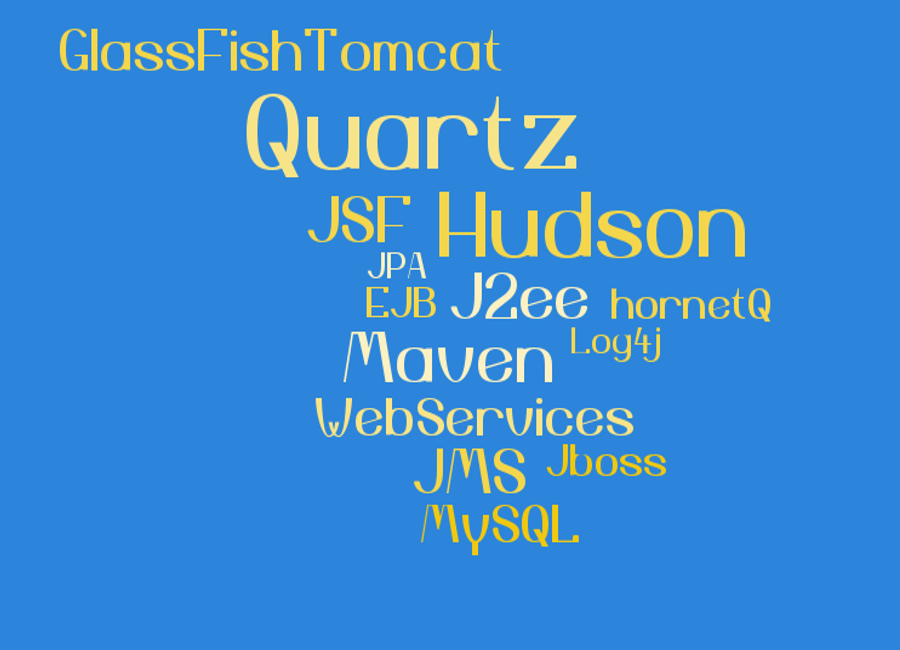 GlassFishTomcat
Quartz
JSF Hudson
JPA
EJB J2ee hornetQ
Maven Log4j
WebServices
JMS Jboss
MySQL